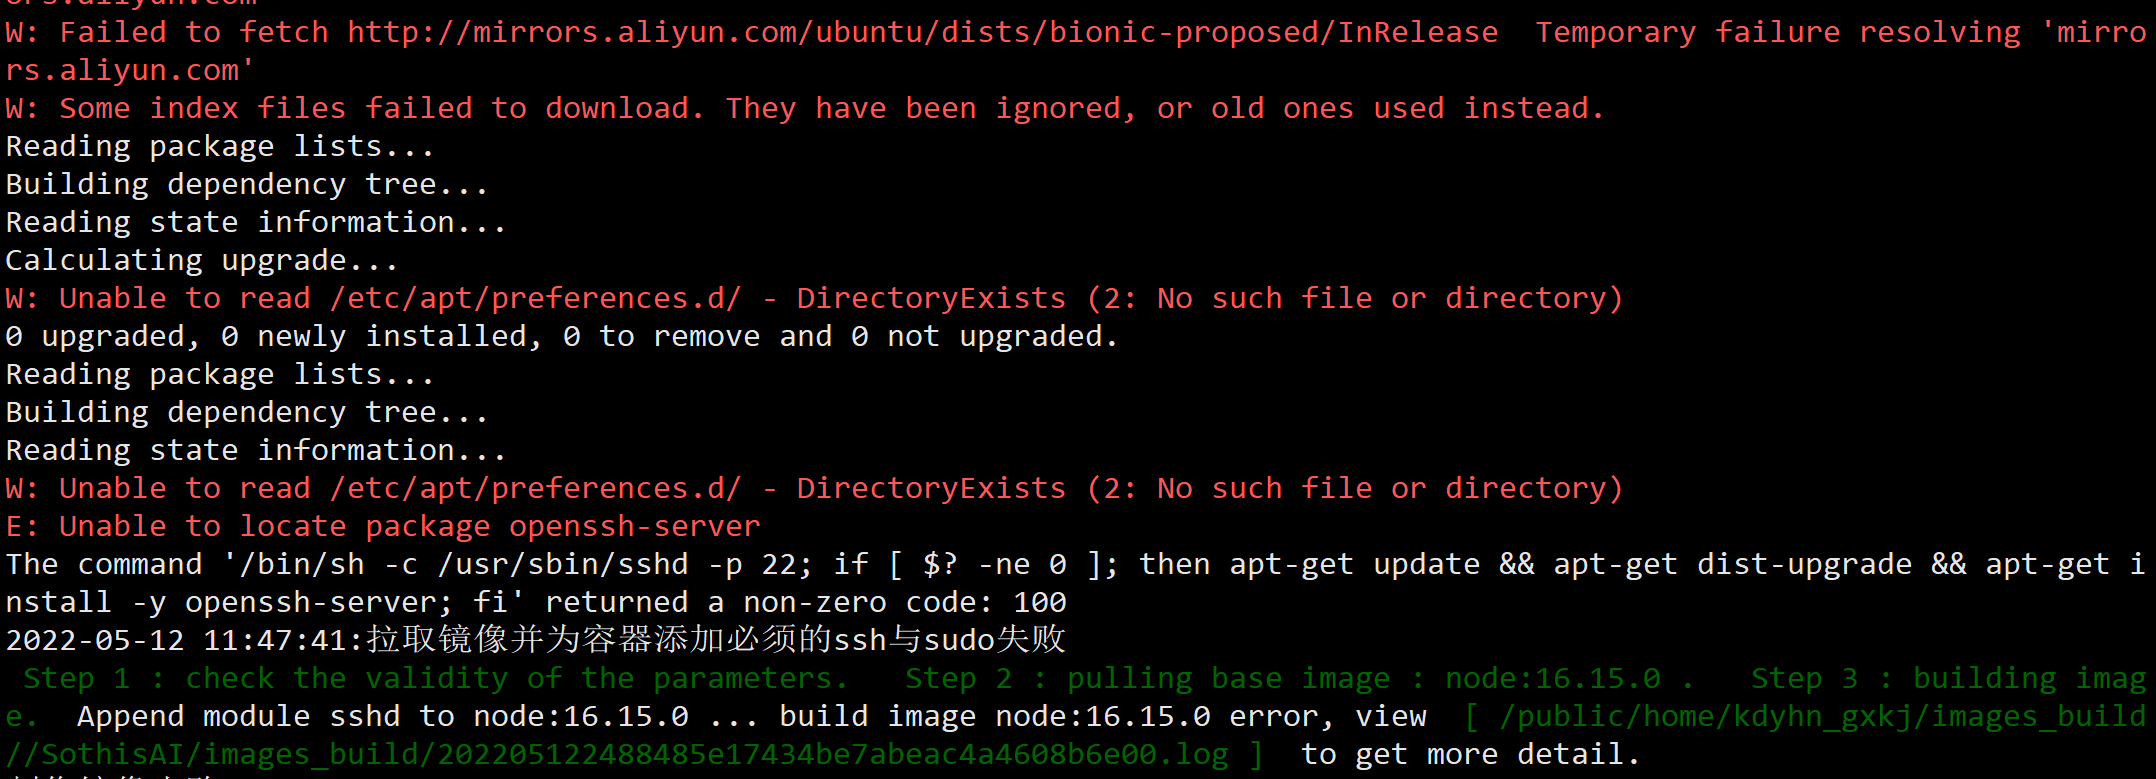 ors.aliyun.com'
W: Failed to fetch http://mirrors.aliyun.com/ubuntu/dists/bionic-proposed/InRelease  Temporary failure resolving 'mirro
rs.aliyun.com'
W: Some index files failed to download. They have been ignored, or old ones used instead.
Reading package lists...
Building dependency tree...
Reading state information...
Calculating upgrade...
W: Unable to read /etc/apt/preferences.d/ - DirectoryExists (2: No such file or directory)
0 upgraded, 0 newly installed, 0 to remove and 0 not upgraded.
Reading package lists...
Building dependency tree...
Reading state information...
W: Unable to read /etc/apt/preferences.d/ - DirectoryExists (2: No such file or directory)
E: Unable to locate package openssh-server
The command '/bin/sh -c /usr/sbin/sshd -p 22; if [ $? -ne 0 ]; then apt-get update && apt-get dist-upgrade && apt-get i
nstall -y openssh-server; fi' returned a non-zero code: 100
2022-05-12 11:47:41:拉取镜像并为容器添加必须的ssh与sudo失败
 Step 1 : check the validity of the parameters.   Step 2 : pulling base image : node:16.15.0 .   Step 3 : building imag
e.  Append module sshd to node:16.15.0 ... build image node:16.15.0 error, view  [ /public/home/kdyhn_gxkj/images_build
//SothisAI/images_build/202205122488485e17434be7abeac4a4608b6e00.log ]  to get more detail.